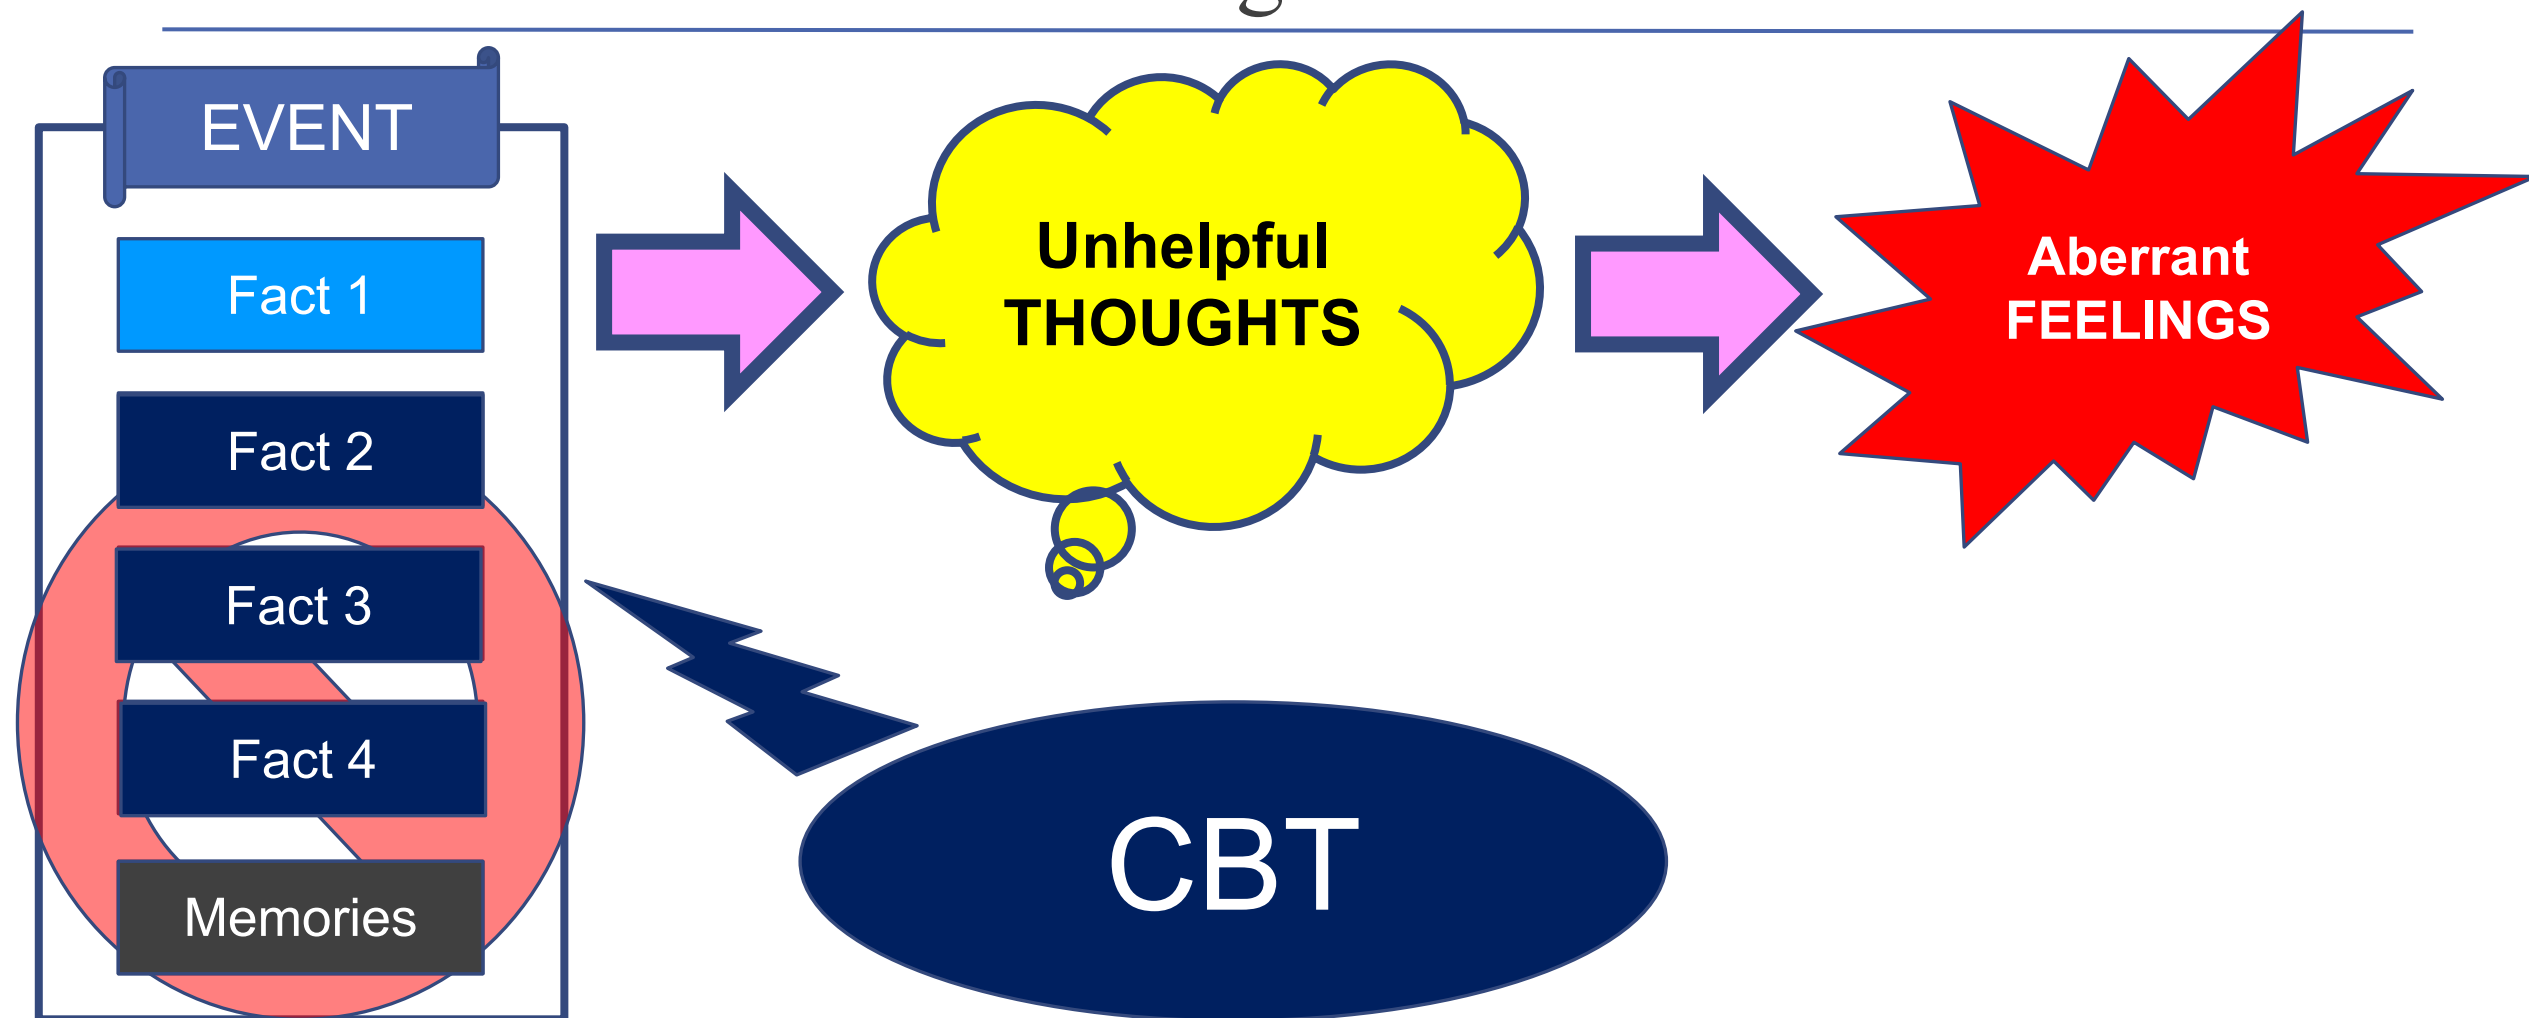 EVENT
Fact 1
Fact 2
Fact 3
Fact 4
Memories
Unhelpful
THOUGHTS
Aberrant
FEELINGS
CBT